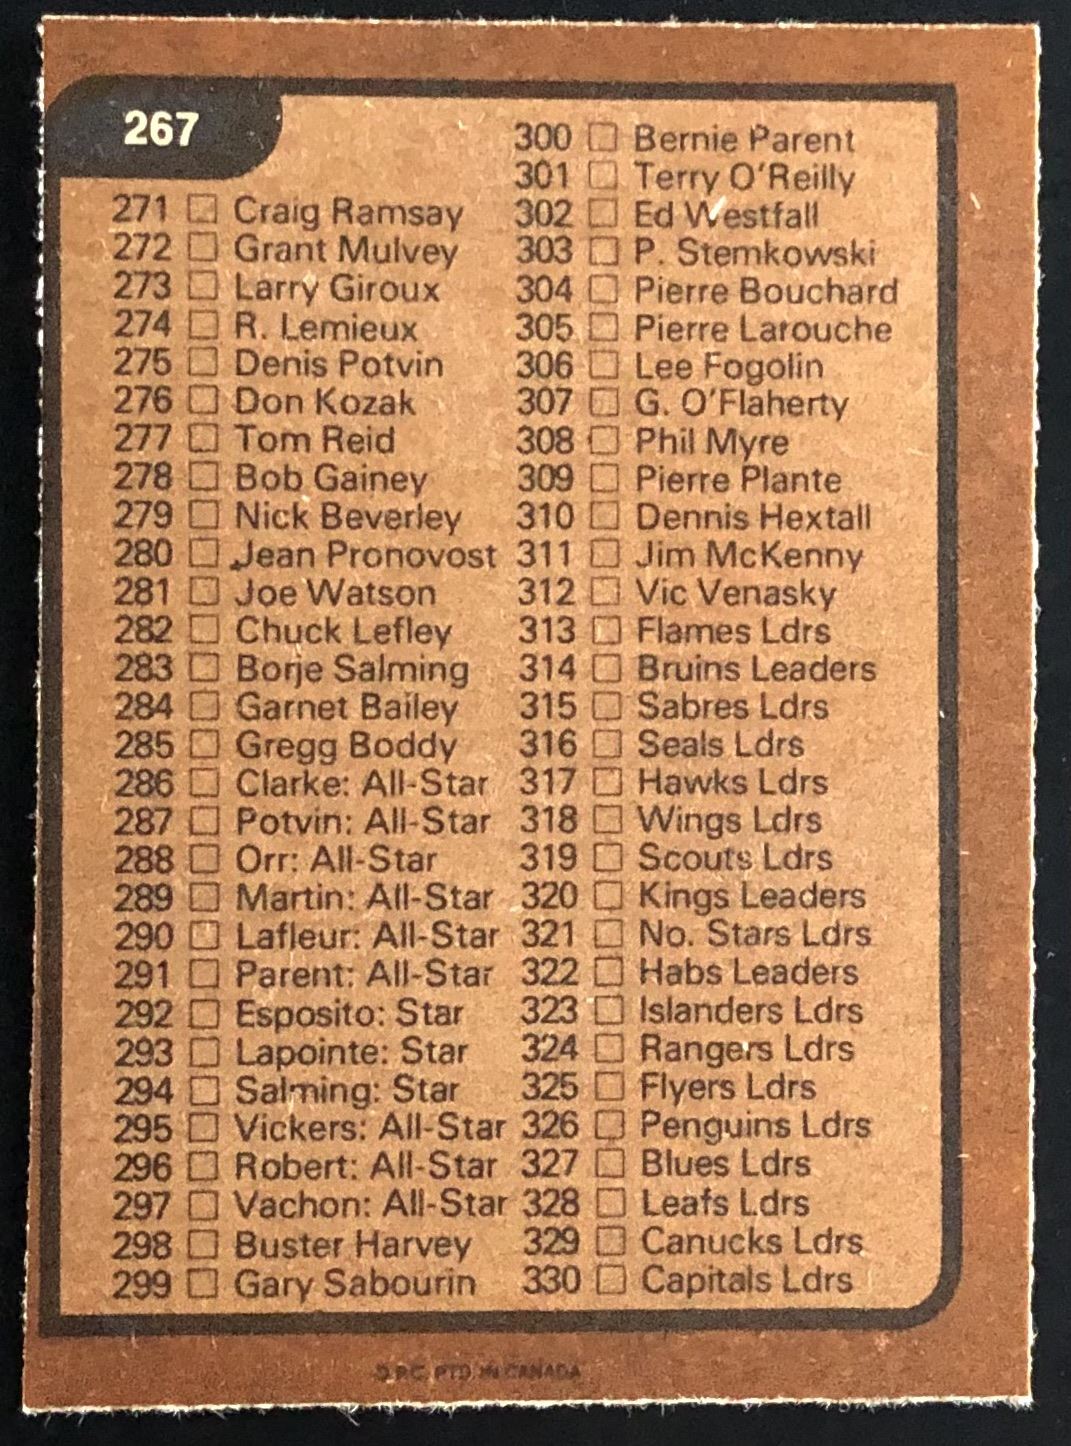 267
271 Craig Ramsay
272 Grant Mulvey
273 Larry Giroux
274 R. Lemieux
275 Denis Potvin
276 Don Kozak
277 Tom Reid
278 Bob Gainey
279 Nick Beverley
280 Jean Pronovost
281 Joe Watson
282 Chuck Lefley
283 Borje Salming
284 Garnet Bailey
285 Gregg Boddy
286 Clarke: All-Star
287 Potvin: All-Star
288 Orr: All-Star
289 Martin: All-Star
290 Lafleur: All-Star
291 Parent: All-Star
292 Esposito: Star
293 Lapointe: Star
294 Salming: Star
295 Vickers: All-Star
296 Robert: All-Star
297 Vachon: All-Star
298 Buster Harvey
299 Gary Sabourin
300 Bernie Parent
301 Terry O'Reilly
302 Ed Westfall
303 P. Stemkowski
304 Pierre Bouchard
305 Pierre Larouche
306 Lee Fogolin
307 G. O'Flaherty
308 Phil Myre
309 Pierre Plante
310 Dennis Hextall
311 Jim McKenny
312 Vic Venasky
313 Flames Ldrs
314 Bruins Leaders
315 Sabres Ldrs
316 Seals Ldrs
317 Hawks Ldrs
318 Wings Ldrs
319 Scouts Ldrs
320 Kings Leaders
321 No. Stars Ldrs
322 Habs Leaders
323 Islanders Ldrs
324 Rangers Ldrs
325 Flyers Ldrs
326 Penguins Ldrs
327 Blues Ldrs
328 Leafs Ldrs
329 Canucks Ldrs
330 Capitals Ldrs
PTD. IN CANADA